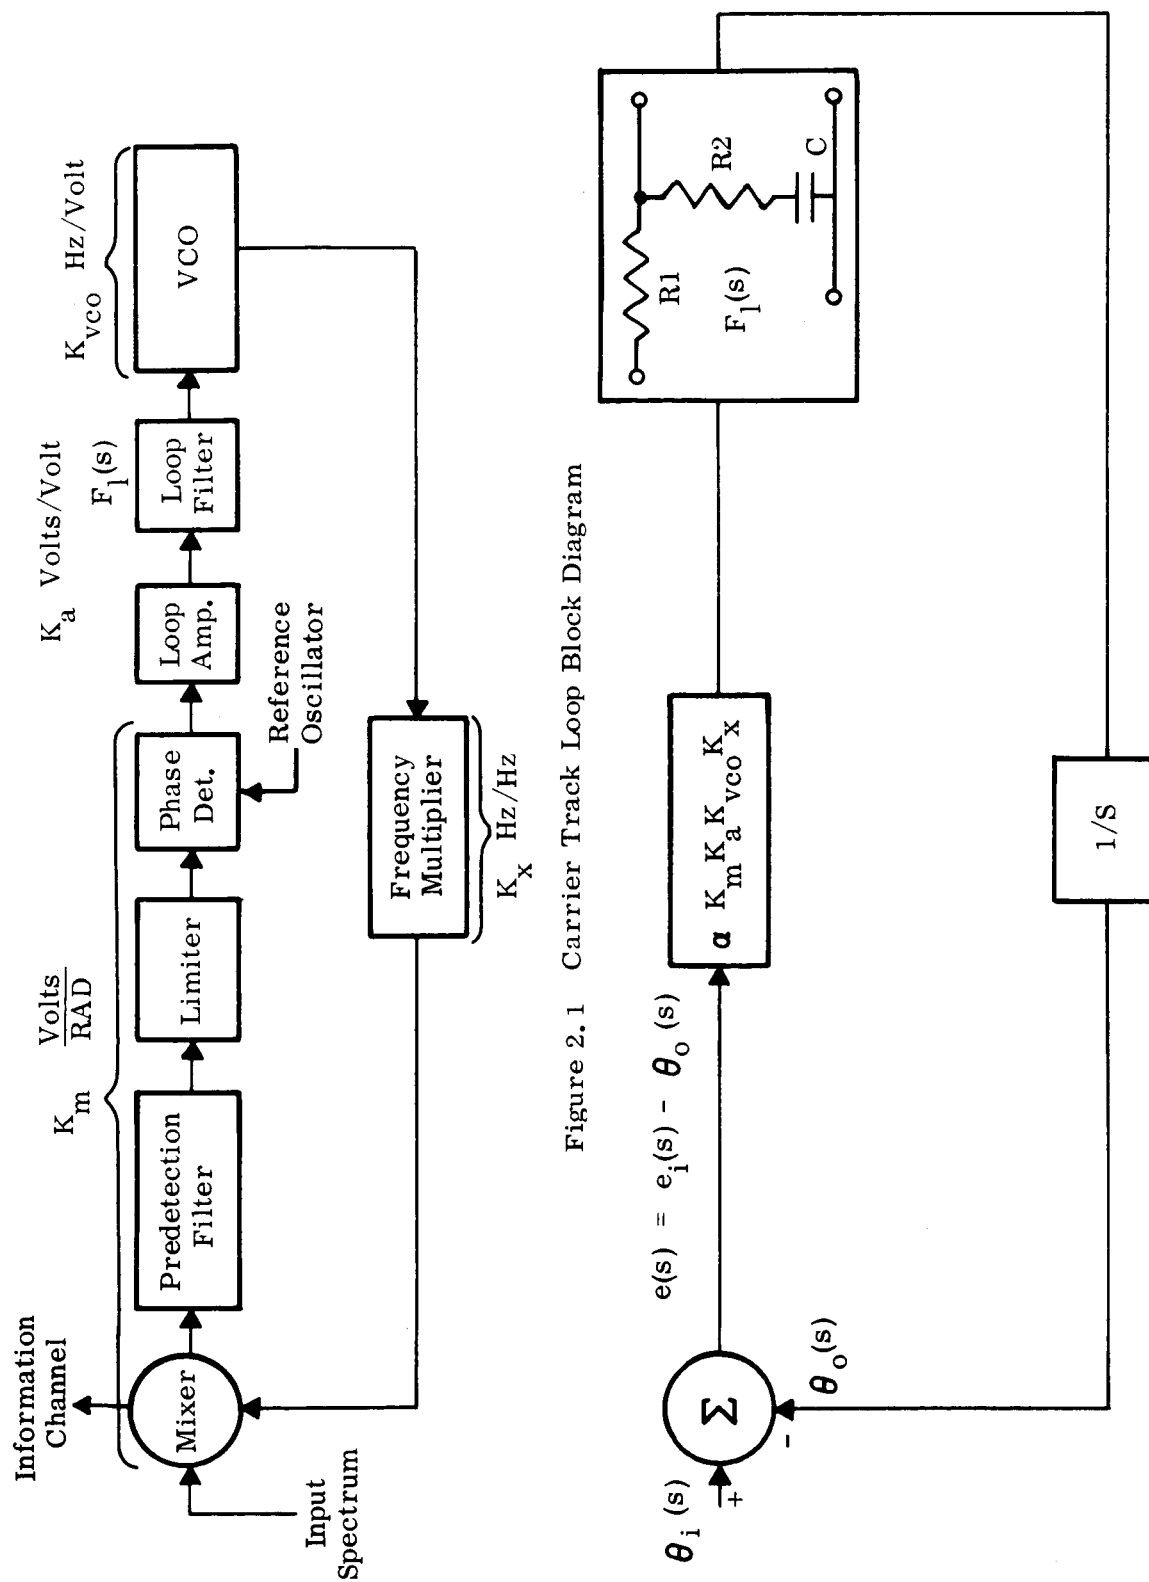 Information
Channel
Mixer
Input
Spectrum
K_m
Volts
RAD
Predetection
Filter
Limiter
Phase
Det.
Reference
Oscillator
K_a Volts/Volt
Loop
Amp.
F_l(s)
Loop
Filter
K_vco Hz/Volt
VCO
Frequency
Multiplier
K_x Hz/Hz
Figure 2.1 Carrier Track Loop Block Diagram
θ_i (s)
+
Σ
-
θ_o(s)
e(s) = e_i(s) - θ_o (s)
α K_m K_a K_vco K_x
R1
R2
C
F_l(s)
1/S